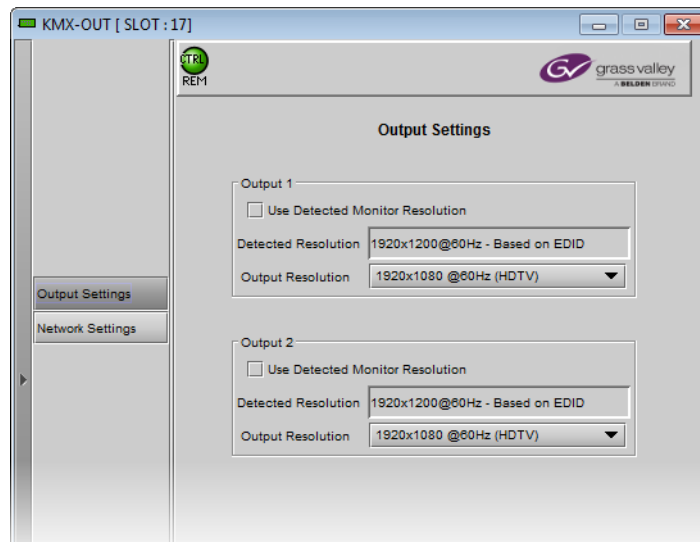 KMX-OUT [ SLOT : 17]
CTRL
REM
GV grassvalley
A BELDEN BRAND
Output Settings
Output 1
Use Detected Monitor Resolution
Detected Resolution 1920x1200@60Hz - Based on EDID
Output Resolution 1920x1080 @60Hz (HDTV)
Output Settings
Network Settings
Output 2
Use Detected Monitor Resolution
Detected Resolution 1920x1200@60Hz - Based on EDID
Output Resolution 1920x1080 @60Hz (HDTV)